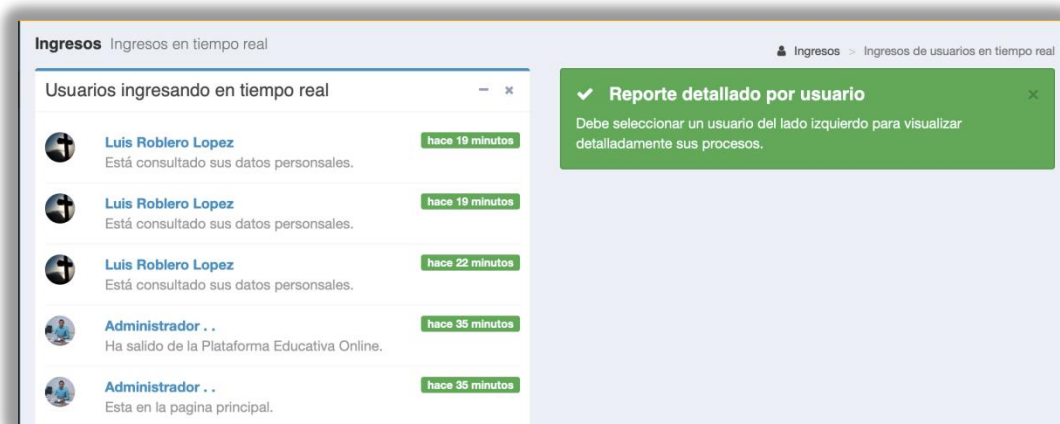 Ingresos Ingresos en tiempo real
Ingresos > Ingresos de usuarios en tiempo real
Usuarios ingresando en tiempo real
Luis Roblero Lopez hace 19 minutos
Está consultado sus datos personsales.
Luis Roblero Lopez hace 19 minutos
Está consultado sus datos personsales.
Luis Roblero Lopez hace 22 minutos
Está consultado sus datos personsales.
Administrador . . hace 35 minutos
Ha salido de la Plataforma Educativa Online.
Administrador . . hace 35 minutos
Esta en la pagina principal.
Reporte detallado por usuario
Debe seleccionar un usuario del lado izquierdo para visualizar
detalladamente sus procesos.